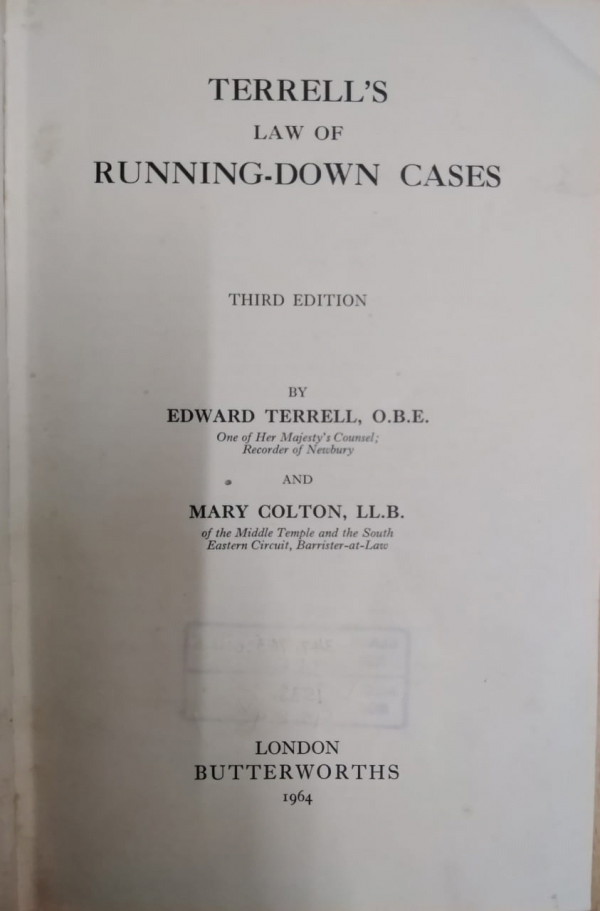 TERRELL'S
LAW OF
RUNNING-DOWN CASES
THIRD EDITION
BY
EDWARD TERRELL, O.B.E.
One of Her Majesty's Counsel;
Recorder of Newbury
AND
MARY COLTON, LL.B.
of the Middle Temple and the South
Eastern Circuit, Barrister-at-Law
LONDON
BUTTERWORTHS
1964